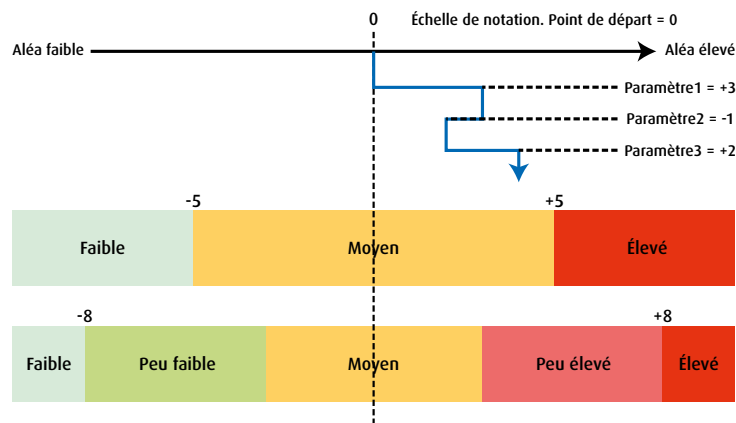 0 Échelle de notation. Point de départ = 0
Aléa faible Aléa élevé
Paramètre1 = +3
Paramètre2 = -1
Paramètre3 = +2
-5 +5
Faible Moyen Élevé
-8 +8
Faible Peu faible Moyen Peu élevé Élevé